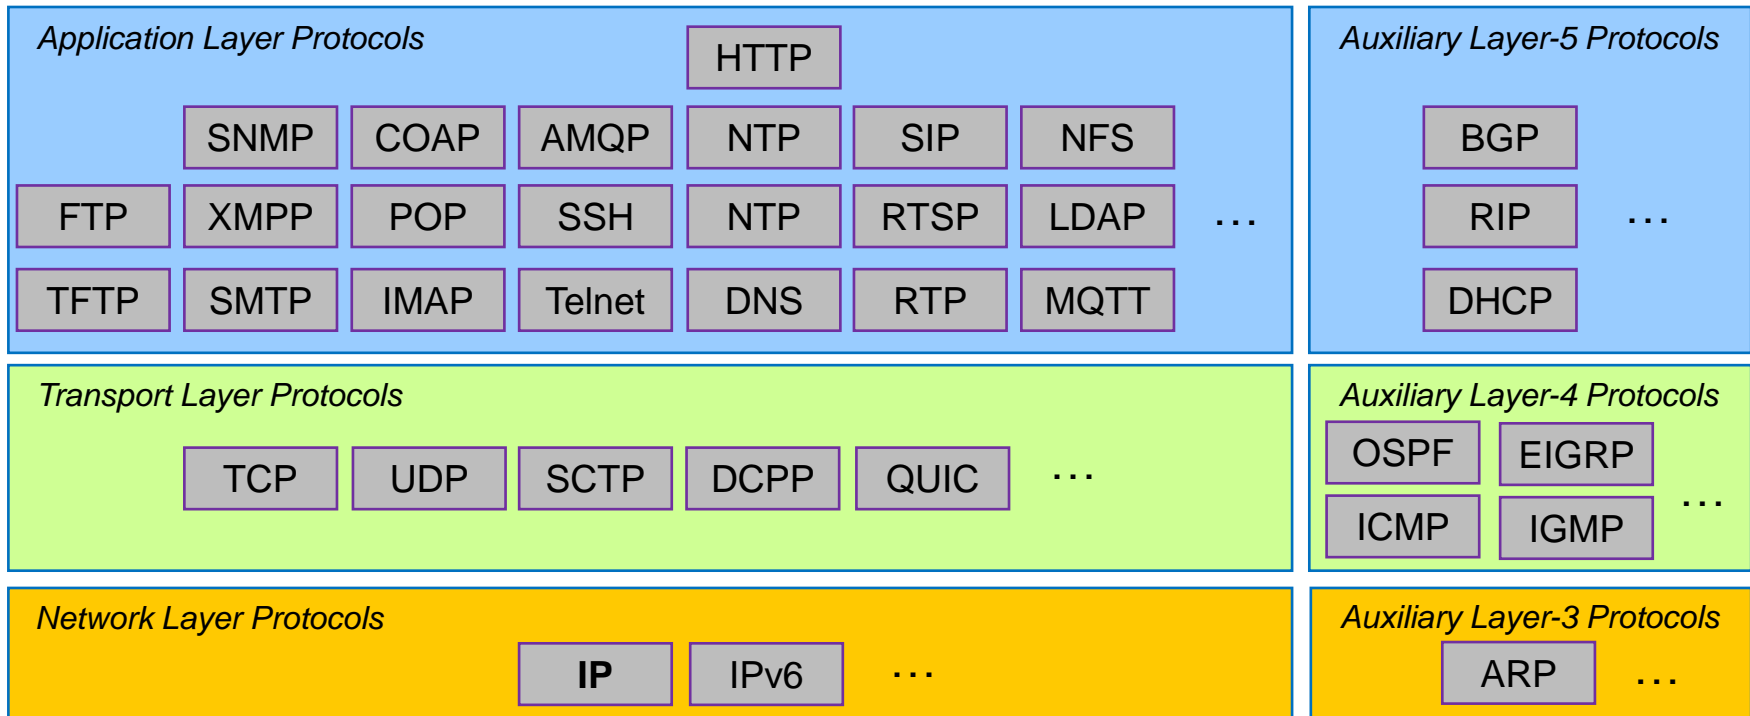 Application Layer Protocols
HTTP
SNMP COAP AMQP NTP SIP NFS
FTP XMPP POP SSH NTP RTSP LDAP ...
TFTP SMTP IMAP Telnet DNS RTP MQTT
Auxiliary Layer-5 Protocols
BGP
RIP ...
DHCP
Transport Layer Protocols
TCP UDP SCTP DCPP QUIC ...
Auxiliary Layer-4 Protocols
OSPF EIGRP
ICMP IGMP ...
Network Layer Protocols
IP IPv6 ...
Auxiliary Layer-3 Protocols
ARP ...